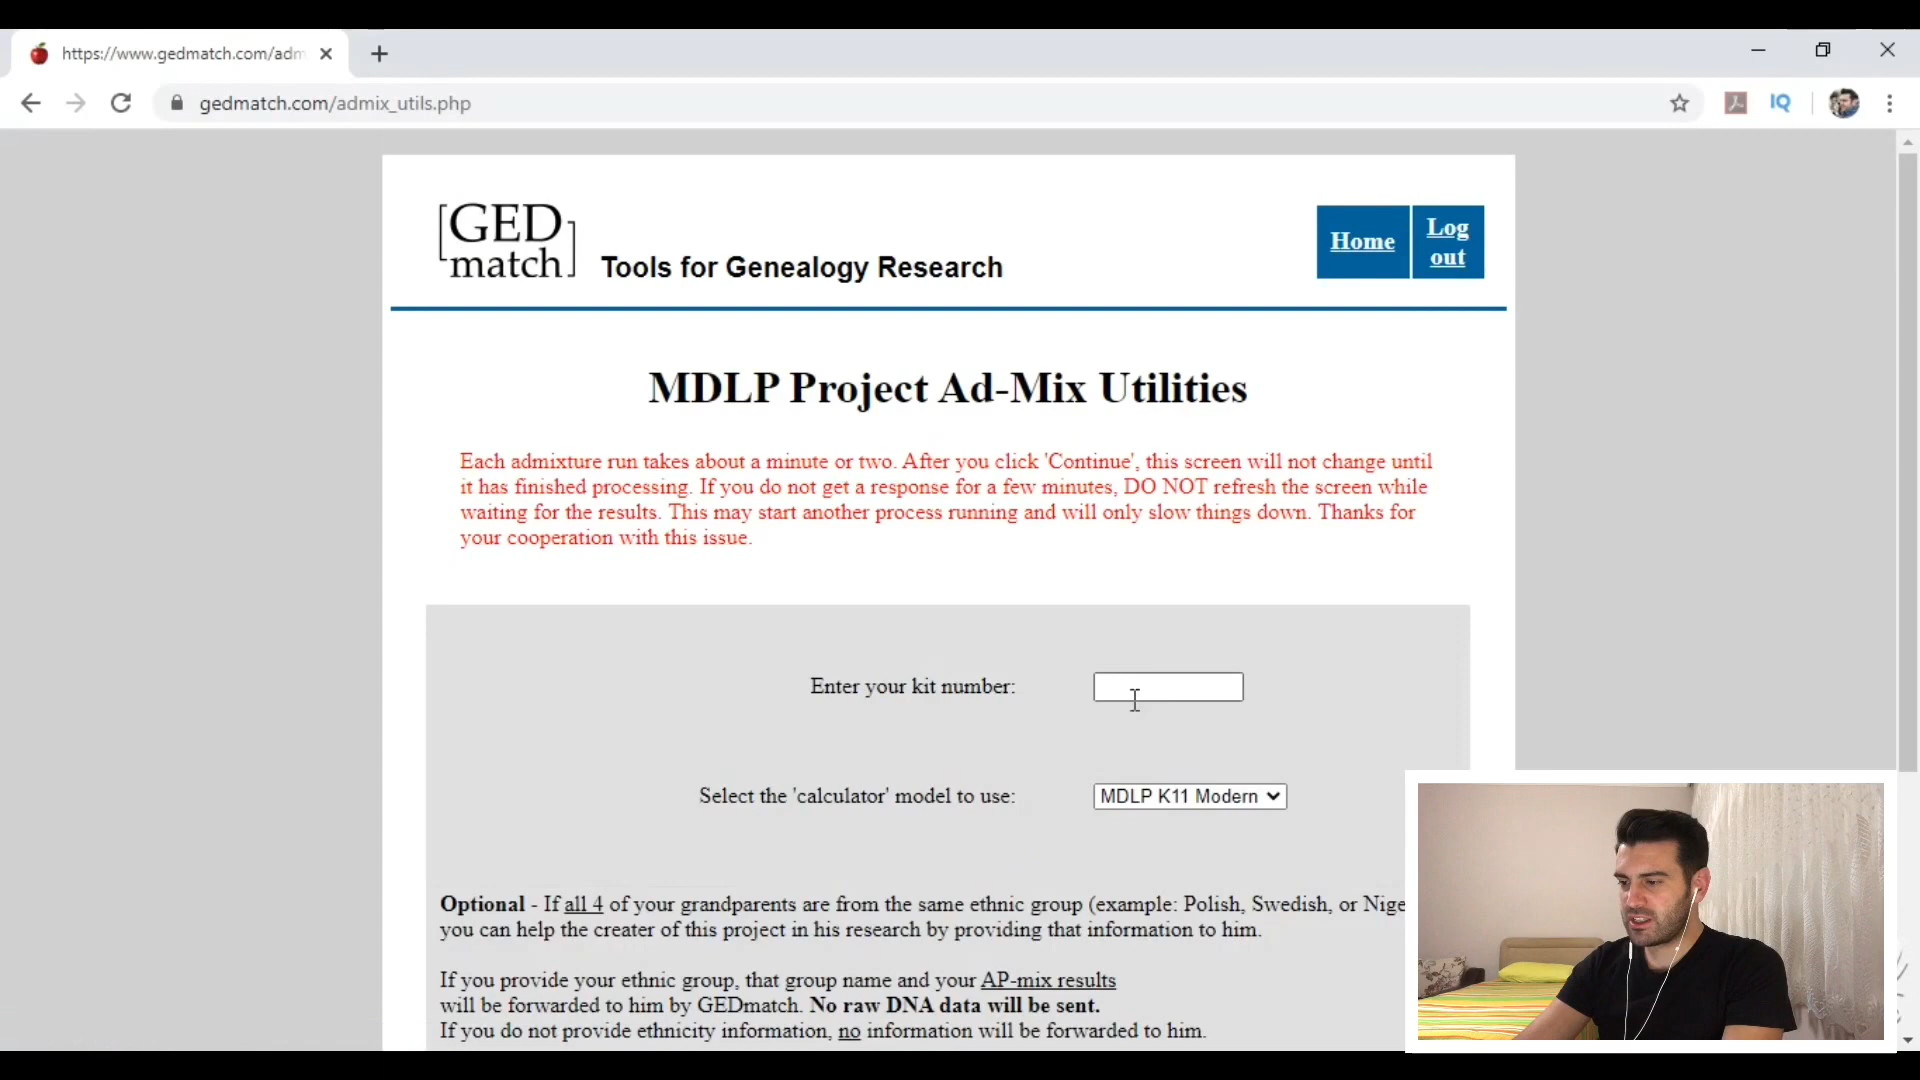 https://www.gedmatch.com/adm
gedmatch.com/admix_utils.php
IQ
[GED
match]
Tools for Genealogy Research
Home
Log
out
MDLP Project Ad-Mix Utilities
Each admixture run takes about a minute or two. After you click 'Continue', this screen will not change until
it has finished processing. If you do not get a response for a few minutes, DO NOT refresh the screen while
waiting for the results. This may start another process running and will only slow things down. Thanks for
your cooperation with this issue.
Enter your kit number:
Select the 'calculator' model to use: MDLP K11 Modern
Optional - If all 4 of your grandparents are from the same ethnic group (example: Polish, Swedish, or Nige
you can help the creater of this project in his research by providing that information to him.
If you provide your ethnic group, that group name and your AP-mix results
will be forwarded to him by GEDmatch. No raw DNA data will be sent.
If you do not provide ethnicity information, no information will be forwarded to him.